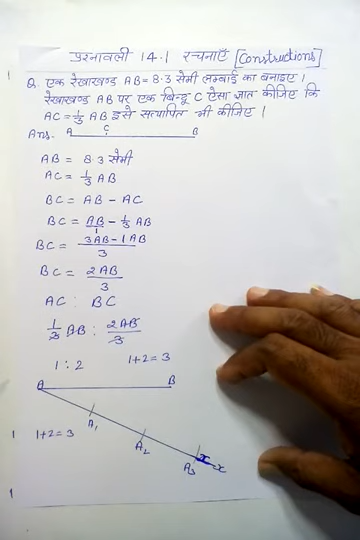 प्रश्नावली 14.1 रचनाएँ [Constructions]
Q. एक रेखाखण्ड AB = 8.3 सेमी लम्बाई का बनाइए।
रेखाखण्ड AB पर एक बिन्दु C ऐसा ज्ञात कीजिए कि
AC = 1/3 AB इसे सत्यापित भी कीजिए।
Ans. A C B
AB = 8.3 सेमी
AC = 1/3 AB
BC = AB - AC
BC = AB/1 - 1/3 AB
BC = 3AB - 1AB / 3
BC = 2AB/3
AC : BC
1/3 AB : 2AB/3
1 : 2 1+2=3
A B
1+2=3 A1
A2
A3 x x